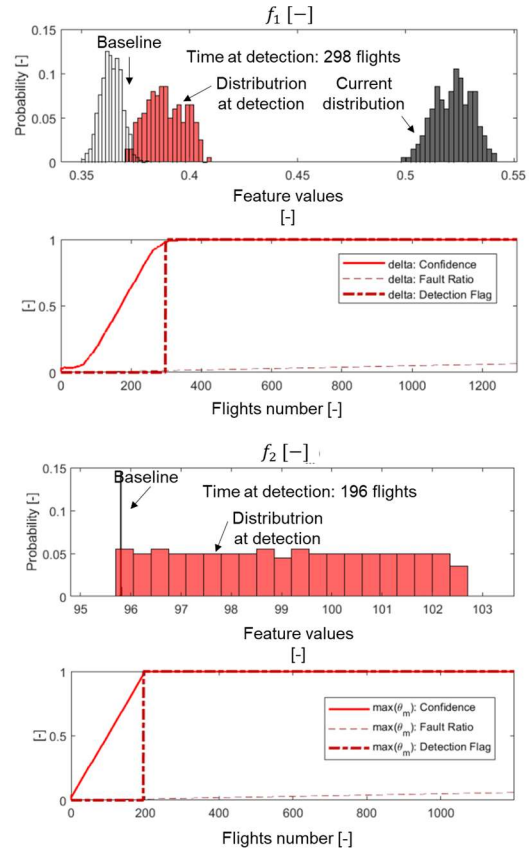 f₁ [−]
Baseline
Time at detection: 298 flights
Distributrion
at detection
Current
distribution
Probability [-]
0.15
0.1
0.05
0
0.35
0.4
0.45
0.5
0.55
Feature values
[-]
1
0.5
0
[-]
delta: Confidence
delta: Fault Ratio
delta: Detection Flag
0
200
400
600
800
1000
1200
Flights number [-]
f₂ [−]
Baseline
Time at detection: 196 flights
Distributrion
at detection
Probability [-]
0.15
0.1
0.05
0
95
96
97
98
99
100
101
102
103
Feature values
[-]
1
0.5
0
[-]
max(θ_m): Confidence
max(θ_m): Fault Ratio
max(θ_m): Detection Flag
0
200
400
600
800
1000
Flights number [-]